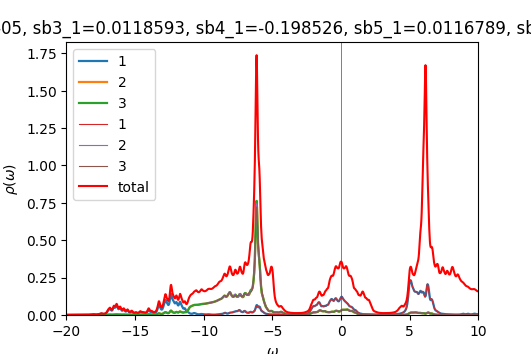 05, sb3_1=0.0118593, sb4_1=-0.198526, sb5_1=0.0116789, sb
1.75
1.50
1.25
1.00
0.75
0.50
0.25
0.00
ρ(ω)
1
2
3
1
2
3
total
−20 −15 −10 −5 0 5 10
ω